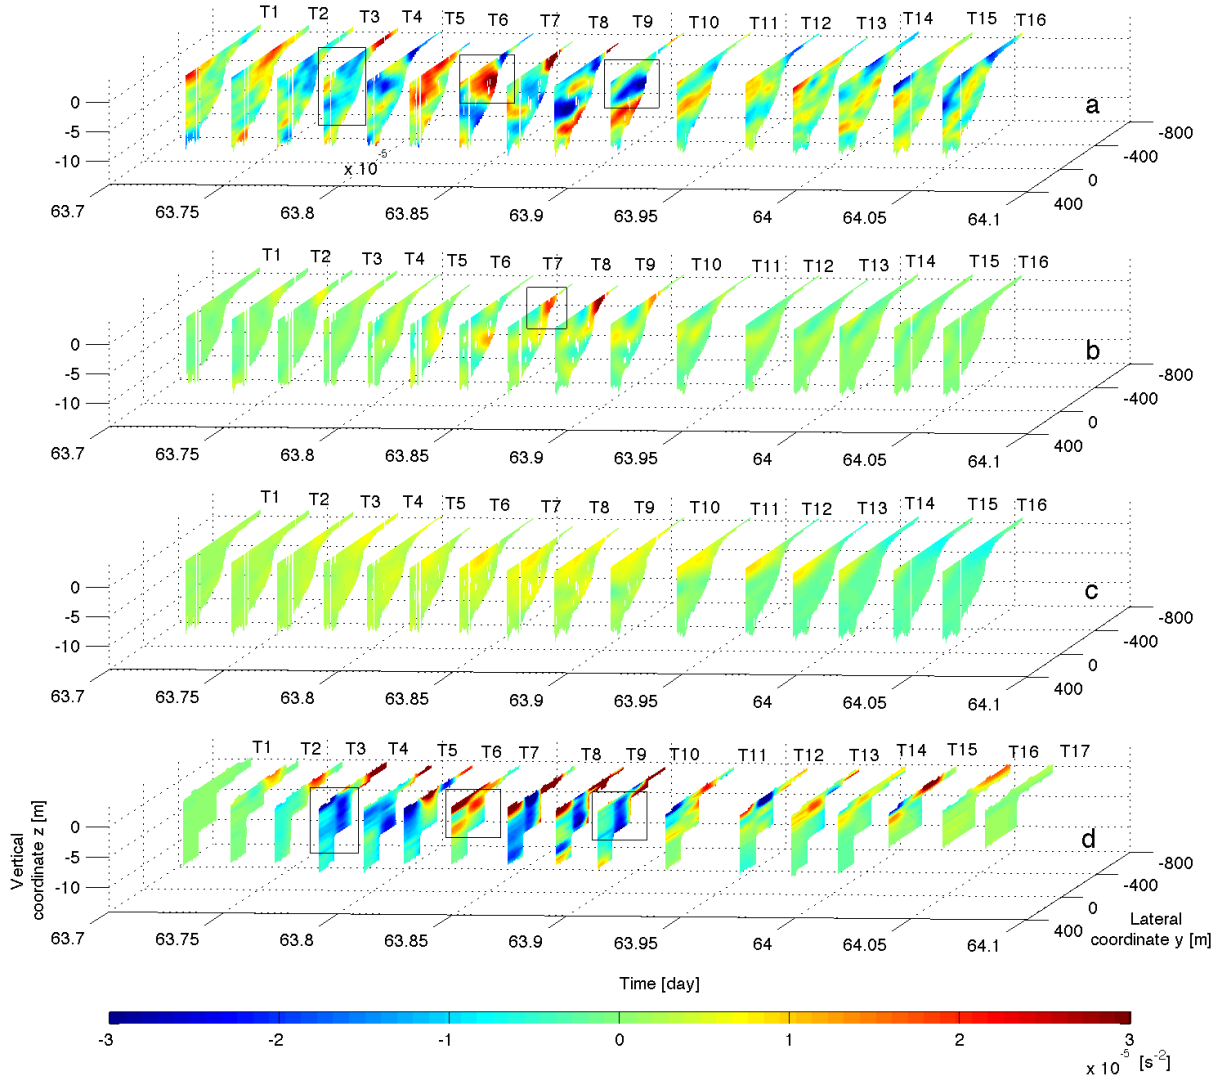 T1 T2 T3 T4 T5 T6 T7 T8 T9 T10 T11 T12 T13 T14 T15 T16
0
-5
-10
a
-800
-400
0
400
x 10^-5
63.7 63.75 63.8 63.85 63.9 63.95 64 64.05 64.1
T1 T2 T3 T4 T5 T6 T7 T8 T9 T10 T11 T12 T13 T14 T15 T16
0
-5
-10
b
-800
-400
0
400
63.7 63.75 63.8 63.85 63.9 63.95 64 64.05 64.1
T1 T2 T3 T4 T5 T6 T7 T8 T9 T10 T11 T12 T13 T14 T15 T16
0
-5
-10
c
-800
-400
0
400
63.7 63.75 63.8 63.85 63.9 63.95 64 64.05 64.1
T1 T2 T3 T4 T5 T6 T7 T8 T9 T10 T11 T12 T13 T14 T15 T16 T17
Vertical
coordinate z [m]
0
-5
-10
d
-800
-400
0
400
Lateral
coordinate y [m]
63.7 63.75 63.8 63.85 63.9 63.95 64 64.05 64.1
Time [day]
-3 -2 -1 0 1 2 3
x 10^-5 [s^-2]